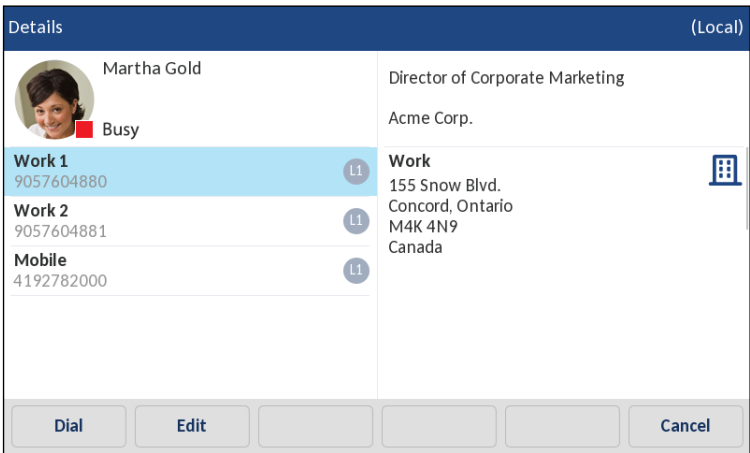 Details
(Local)
Martha Gold
Busy
Work 1
9057604880
L1
Work 2
9057604881
L1
Mobile
4192782000
L1
Director of Corporate Marketing
Acme Corp.
Work
155 Snow Blvd.
Concord, Ontario
M4K 4N9
Canada
Dial
Edit
Cancel